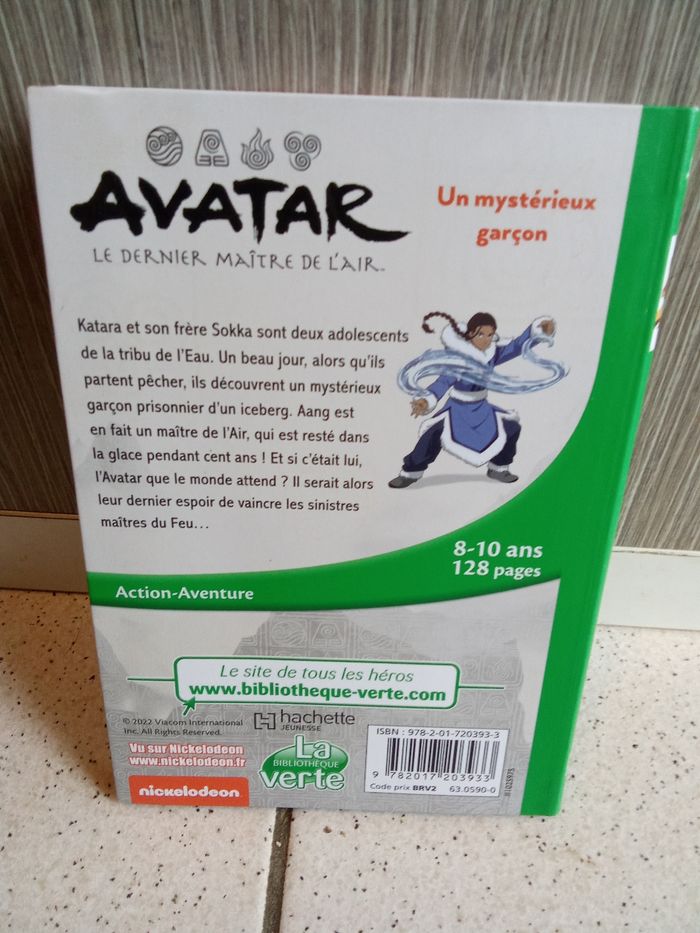 AVATAR
LE DERNIER MAÎTRE DE L'AIR
Un mystérieux
garçon
Katara et son frère Sokka sont deux adolescents
de la tribu de l'Eau. Un beau jour, alors qu'ils
partent pêcher, ils découvrent un mystérieux
garçon prisonnier d'un iceberg. Aang est
en fait un maître de l'Air, qui est resté dans
la glace pendant cent ans ! Et si c'était lui,
l'Avatar que le monde attend ? Il serait alors
leur dernier espoir de vaincre les sinistres
maîtres du Feu…
8-10 ans
128 pages
Action-Aventure
Le site de tous les héros
www.bibliotheque-verte.com
© 2022 Viacom International
Inc. All Rights Reserved.
Vu sur Nickelodeon
www.nickelodeon.fr
nickelodeon
hachette
JEUNESSE
La
BIBLIOTHÈQUE
verte
ISBN : 978-2-01-720393-3
9 782017 203933
Code prix BRV2 63.0590-0